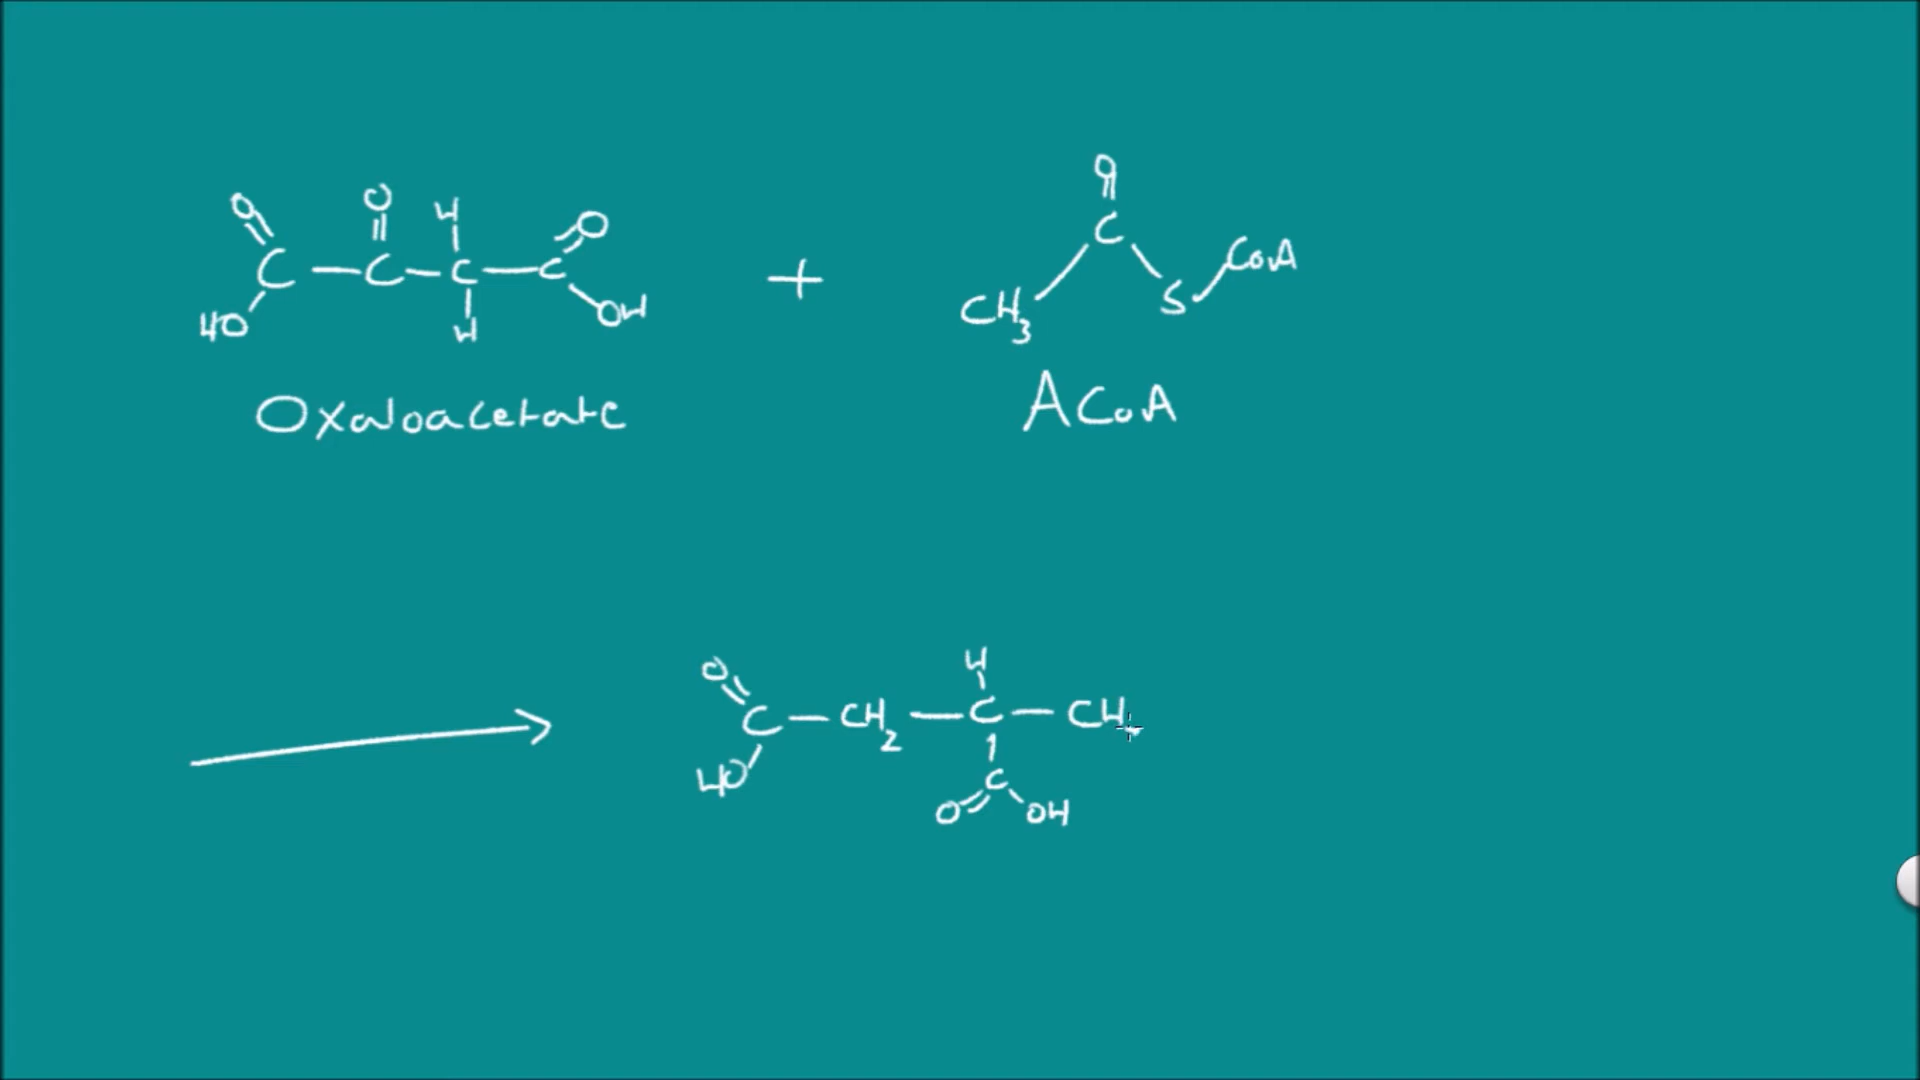 O O H O O
C — C — C — C
HO H OH
+
O
C
CH3 S CoA
Oxaloacetate
ACoA
O H
C — CH2 — C — CH
HO C
O OH